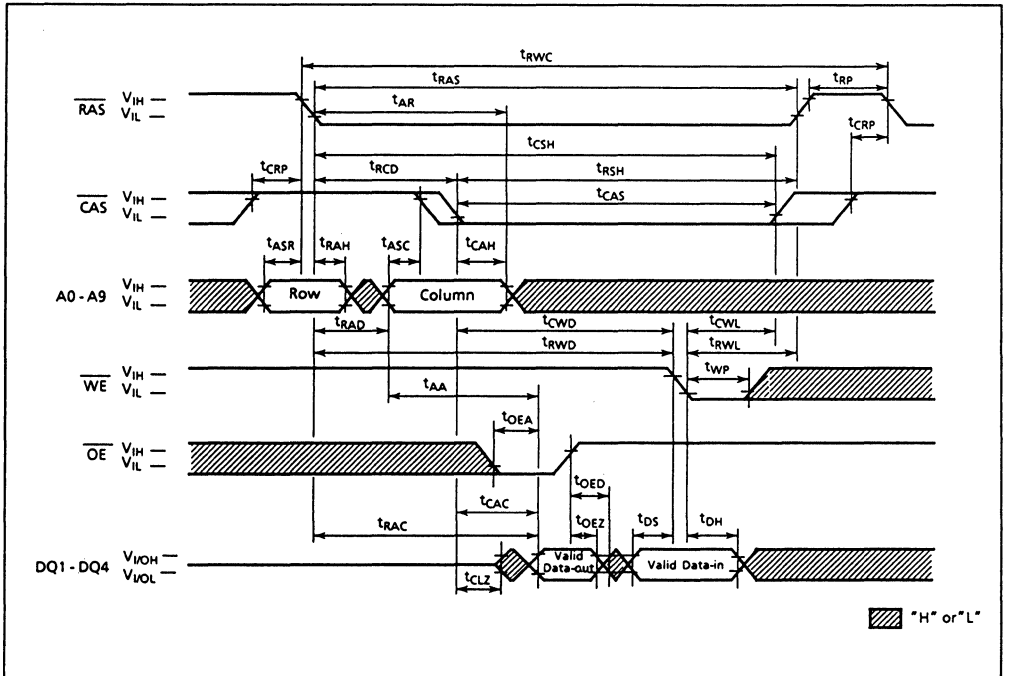 tRWC
tRAS
tRP
tAR
RAS VIH
VIL
tCRP
tCSH
tCRP
tRCD
tRSH
CAS VIH
VIL
tCAS
tASR
tRAH
tASC
tCAH
A0 - A9 VIH
VIL
Row
Column
tRAD
tCWD
tCWL
tRWD
tRWL
WE VIH
VIL
tWP
tAA
tOEA
OE VIH
VIL
tOED
tCAC
tRAC
tOEZ
tDS
tDH
DQ1 - DQ4 VI/OH
VI/OL
Valid
Data-out
Valid Data-in
tCLZ
"H" or "L"